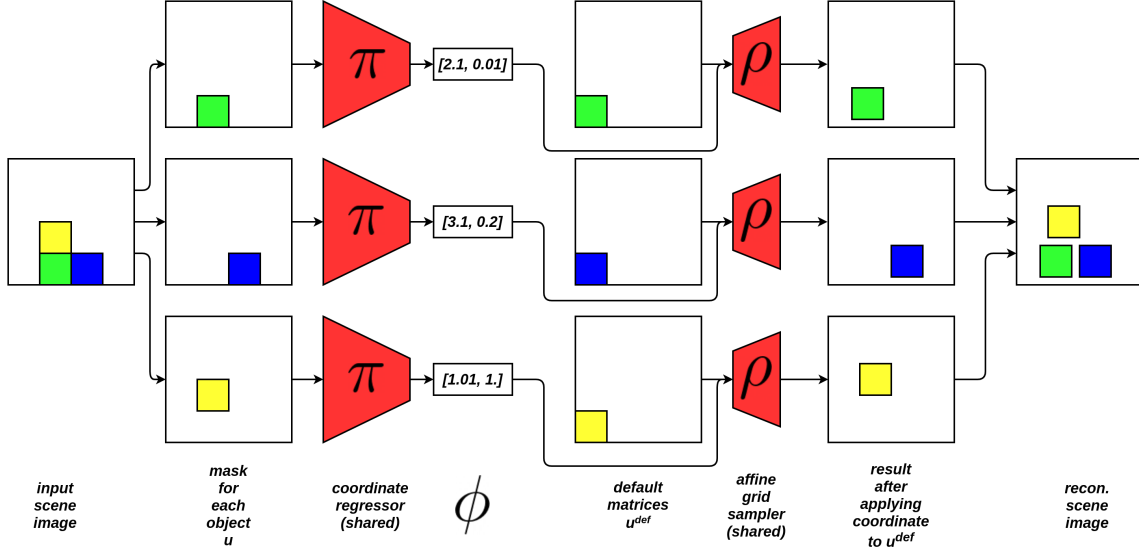 π
[2.1, 0.01]
ρ
π
[3.1, 0.2]
ρ
π
[1.01, 1.]
ρ
input
scene
image
mask
for
each
object
u
coordinate
regressor
(shared)
ϕ
default
matrices
u^def
affine
grid
sampler
(shared)
result
after
applying
coordinate
to u^def
recon.
scene
image